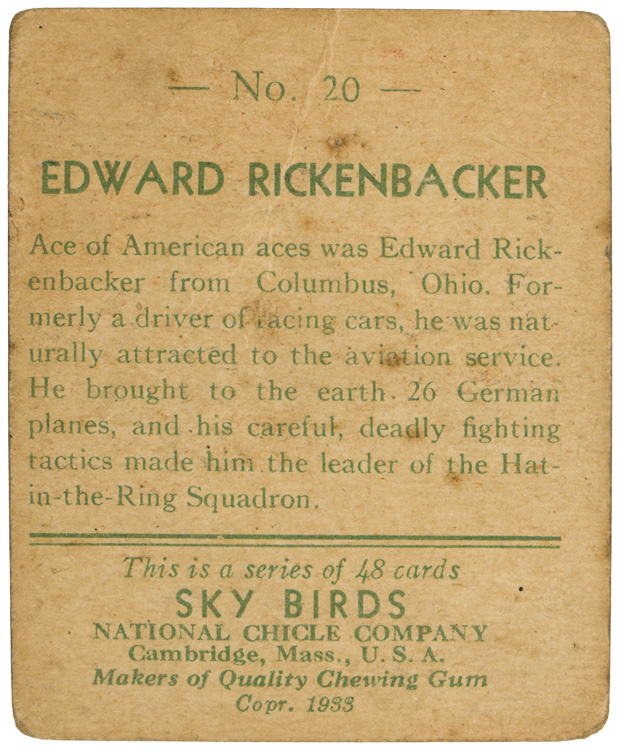 — No. 20 —
EDWARD RICKENBACKER
Ace of American aces was Edward Rick-
enbacker from Columbus, Ohio. For-
merly a driver of racing cars, he was nat-
urally attracted to the aviation service.
He brought to the earth 26 German
planes, and his careful, deadly fighting
tactics made him the leader of the Hat-
in-the-Ring Squadron.
This is a series of 48 cards
SKY BIRDS
NATIONAL CHICLE COMPANY
Cambridge, Mass., U. S. A.
Makers of Quality Chewing Gum
Copr. 1933